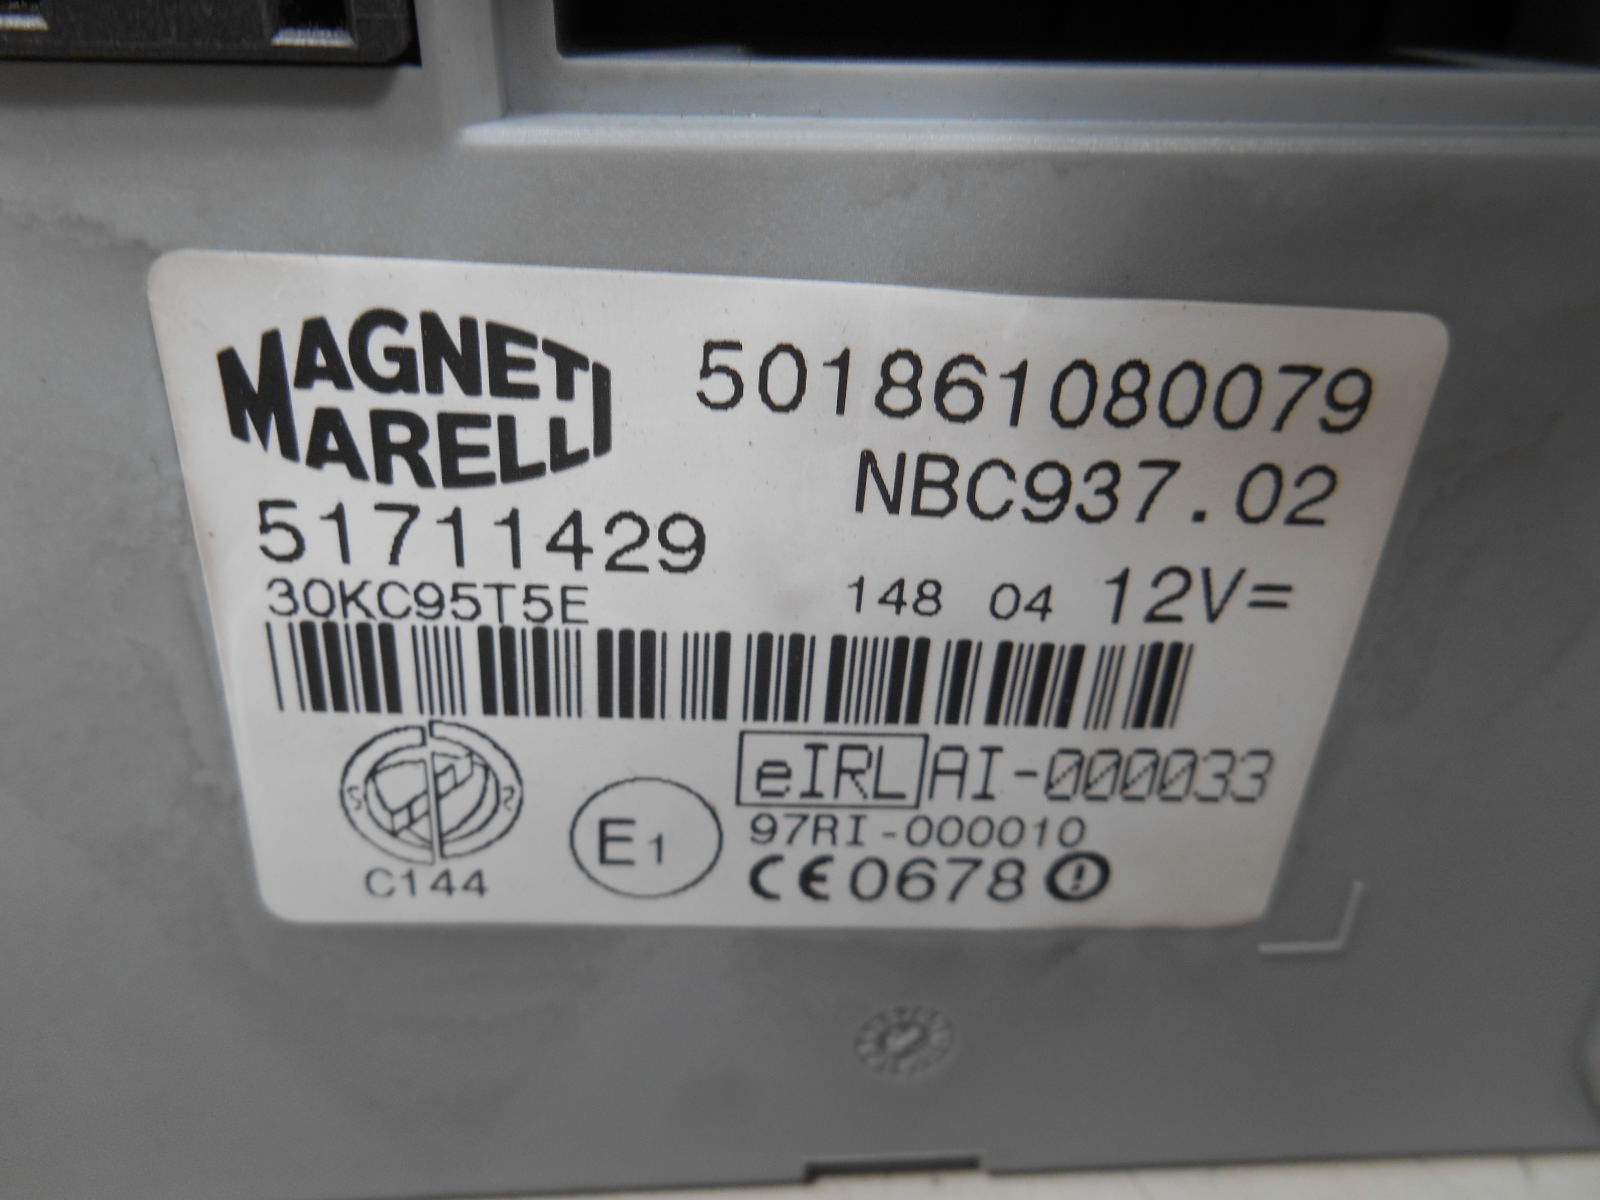 MAGNETI
MARELLI
501861080079
NBC937.02
51711429
30KC95T5E
148 04 12V=
eIRL AI-000033
97RI-000010
E1
CE0678
C144